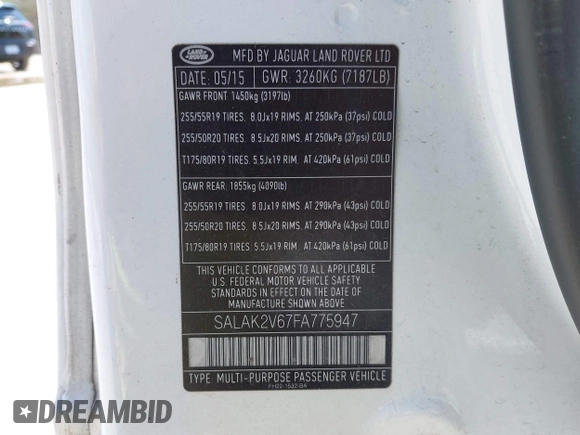 LAND ROVER
MFD BY JAGUAR LAND ROVER LTD
DATE: 05/15 GWR: 3260KG (7187LB)
GAWR FRONT 1450kg (3197lb)
255/55R19 TIRES. 8.0Jx19 RIMS. AT 250kPa (37psi) COLD
255/50R20 TIRES. 8.5Jx20 RIMS. AT 250kPa (37psi) COLD
T175/80R19 TIRES. 5.5Jx19 RIM. AT 420kPa (61psi) COLD
GAWR REAR. 1855kg (4090lb)
255/55R19 TIRES. 8.0Jx19 RIMS. AT 290kPa (43psi) COLD
255/50R20 TIRES. 8.5Jx20 RIMS. AT 290kPa (43psi) COLD
T175/80R19 TIRES. 5.5Jx19 RIM. AT 420kPa (61psi) COLD
THIS VEHICLE CONFORMS TO ALL APPLICABLE
U.S. FEDERAL MOTOR VEHICLE SAFETY
STANDARDS IN EFFECT ON THE DATE OF
MANUFACTURE SHOWN ABOVE
SALAK2V67FA775947
TYPE: MULTI-PURPOSE PASSENGER VEHICLE
FH22-1532-BA
DREAMBID